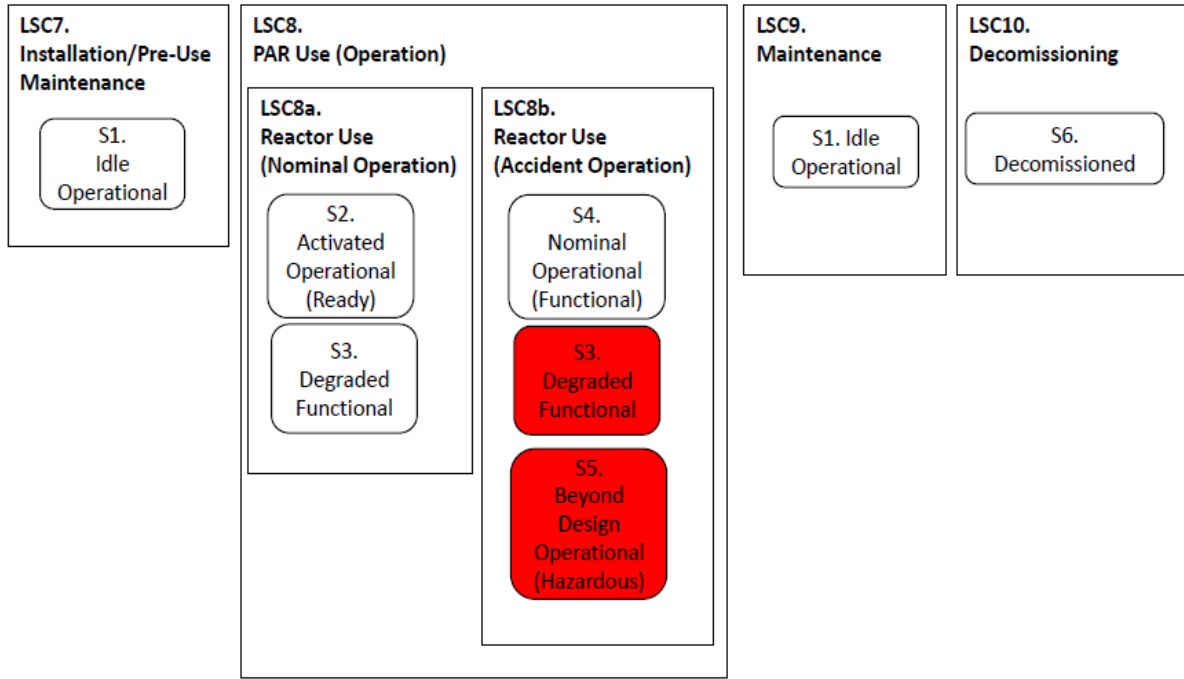 LSC7.
Installation/Pre-Use
Maintenance
S1.
Idle
Operational
LSC8.
PAR Use (Operation)
LSC8a.
Reactor Use
(Nominal Operation)
S2.
Activated
Operational
(Ready)
S3.
Degraded
Functional
LSC8b.
Reactor Use
(Accident Operation)
S4.
Nominal
Operational
(Functional)
S3.
Degraded
Functional
S5.
Beyond
Design
Operational
(Hazardous)
LSC9.
Maintenance
S1. Idle
Operational
LSC10.
Decomissioning
S6.
Decomissioned